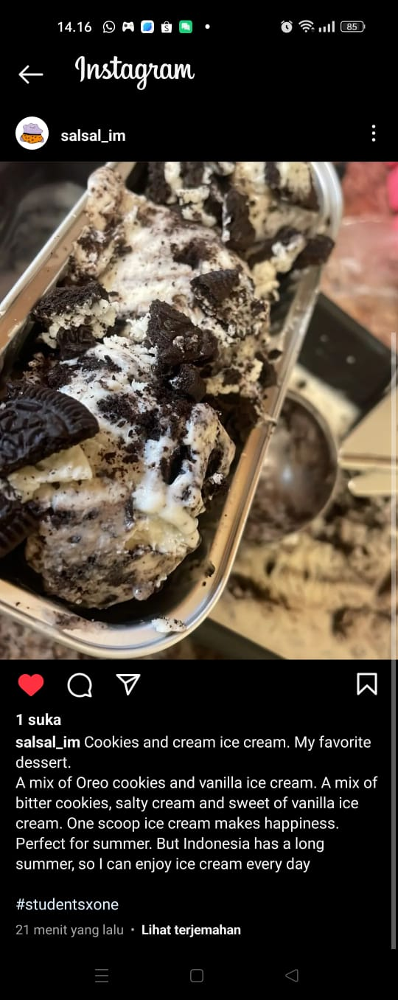 14.16
85
Instagram
salsal_im
1 suka
salsal_im Cookies and cream ice cream. My favorite
dessert.
A mix of Oreo cookies and vanilla ice cream. A mix of
bitter cookies, salty cream and sweet of vanilla ice
cream. One scoop ice cream makes happiness.
Perfect for summer. But Indonesia has a long
summer, so I can enjoy ice cream every day
#studentsxone
21 menit yang lalu • Lihat terjemahan